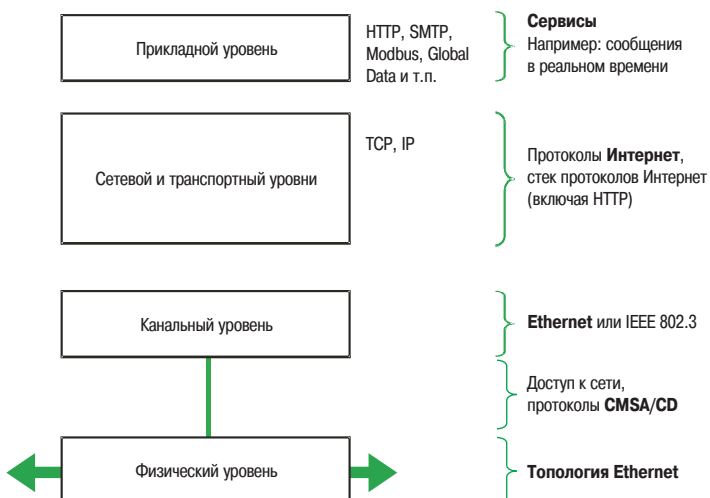 Прикладной уровень
HTTP, SMTP,
Modbus, Global
Data и т.п.
Сервисы
Например: сообщения
в реальном времени
Сетевой и транспортный уровни
TCP, IP
Протоколы Интернет,
стек протоколов Интернет
(включая HTTP)
Канальный уровень
Ethernet или IEEE 802.3
Доступ к сети,
протоколы CMSA/CD
Физический уровень
Топология Ethernet